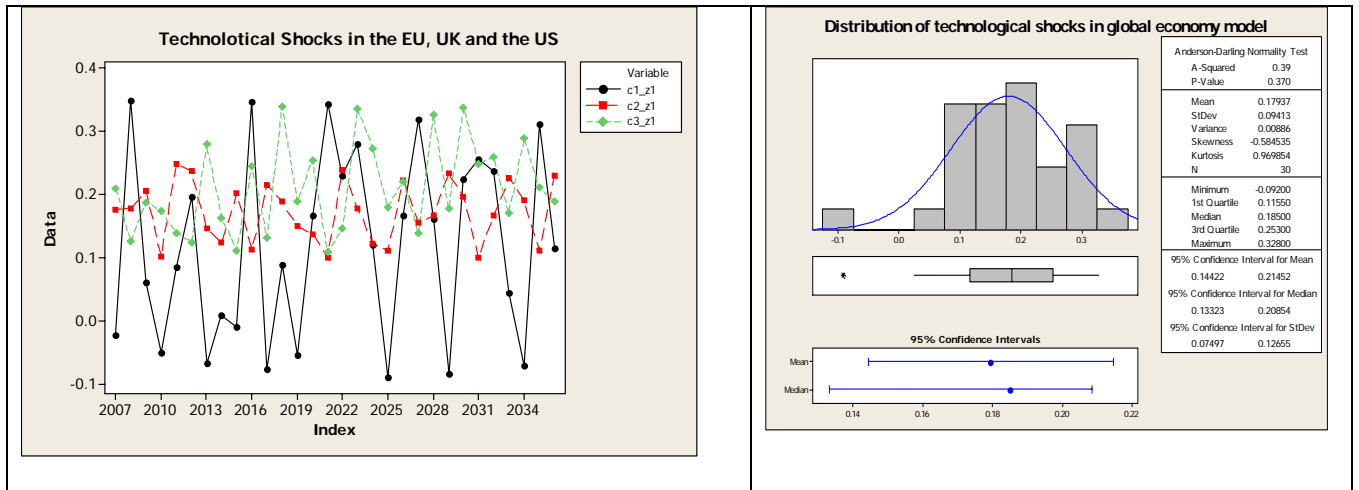 Technolotical Shocks in the EU, UK and the US
Variable
c1_z1
c2_z1
c3_z1
0.4
0.3
0.2
0.1
0.0
-0.1
Data
2007 2010 2013 2016 2019 2022 2025 2028 2031 2034
Index
Distribution of technological shocks in global economy model
-0.1 0.0 0.1 0.2 0.3
95% Confidence Intervals
Mean
Median
0.14 0.16 0.18 0.20 0.22
Anderson-Darling Normality Test
A-Squared 0.39
P-Value 0.370
Mean 0.17937
StDev 0.09413
Variance 0.00886
Skewness -0.584535
Kurtosis 0.969854
N 30
Minimum -0.09200
1st Quartile 0.11550
Median 0.18500
3rd Quartile 0.25300
Maximum 0.32800
95% Confidence Interval for Mean
0.14422 0.21452
95% Confidence Interval for Median
0.13323 0.20854
95% Confidence Interval for StDev
0.07497 0.12655